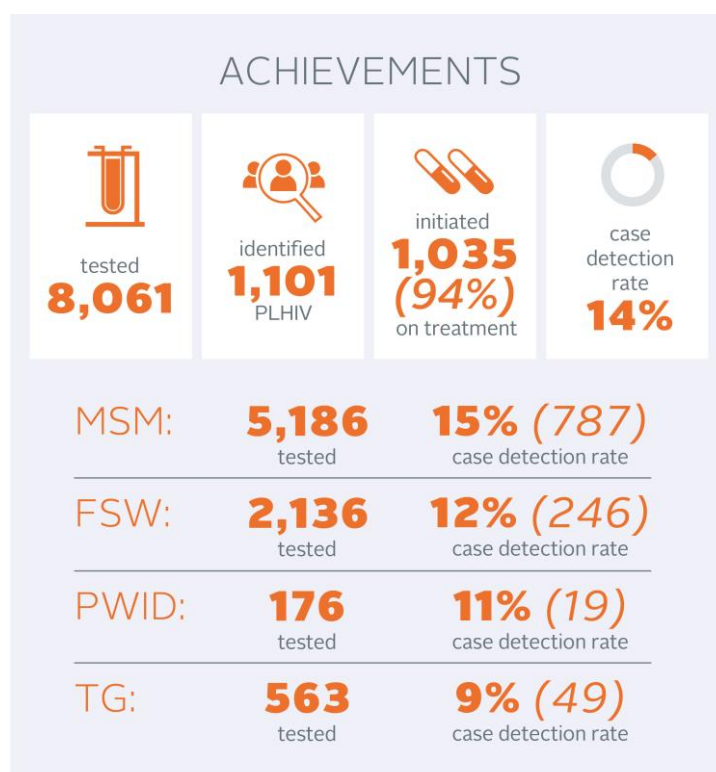 ACHIEVEMENTS
tested
8,061
identified
1,101
PLHIV
initiated
1,035
(94%)
on treatment
case
detection
rate
14%
MSM: 5,186 15% (787)
tested case detection rate
FSW: 2,136 12% (246)
tested case detection rate
PWID: 176 11% (19)
tested case detection rate
TG: 563 9% (49)
tested case detection rate